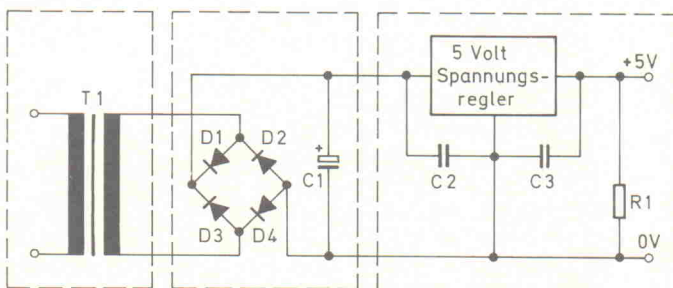 5 Volt
Spannungs-
regler
+5V
T1
D1
D2
+
C1
C2
C3
D3
D4
R1
0V